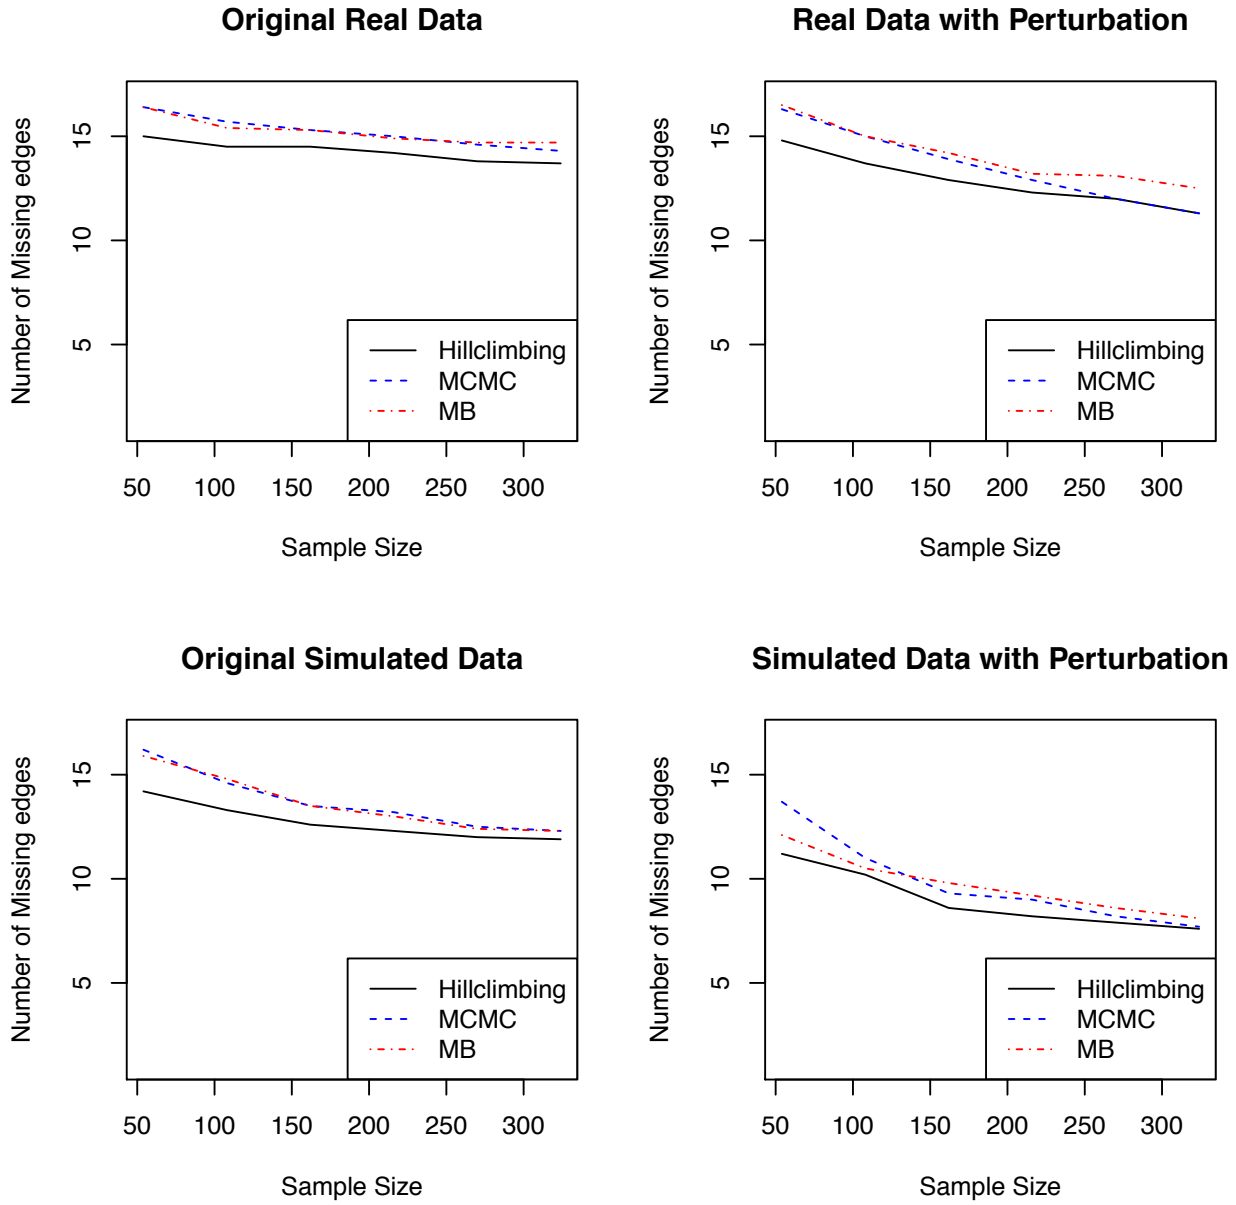 Original Real Data
Number of Missing edges
15
10
5
Hillclimbing
MCMC
MB
50 100 150 200 250 300
Sample Size
Real Data with Perturbation
Number of Missing edges
15
10
5
Hillclimbing
MCMC
MB
50 100 150 200 250 300
Sample Size
Original Simulated Data
Number of Missing edges
15
10
5
Hillclimbing
MCMC
MB
50 100 150 200 250 300
Sample Size
Simulated Data with Perturbation
Number of Missing edges
15
10
5
Hillclimbing
MCMC
MB
50 100 150 200 250 300
Sample Size